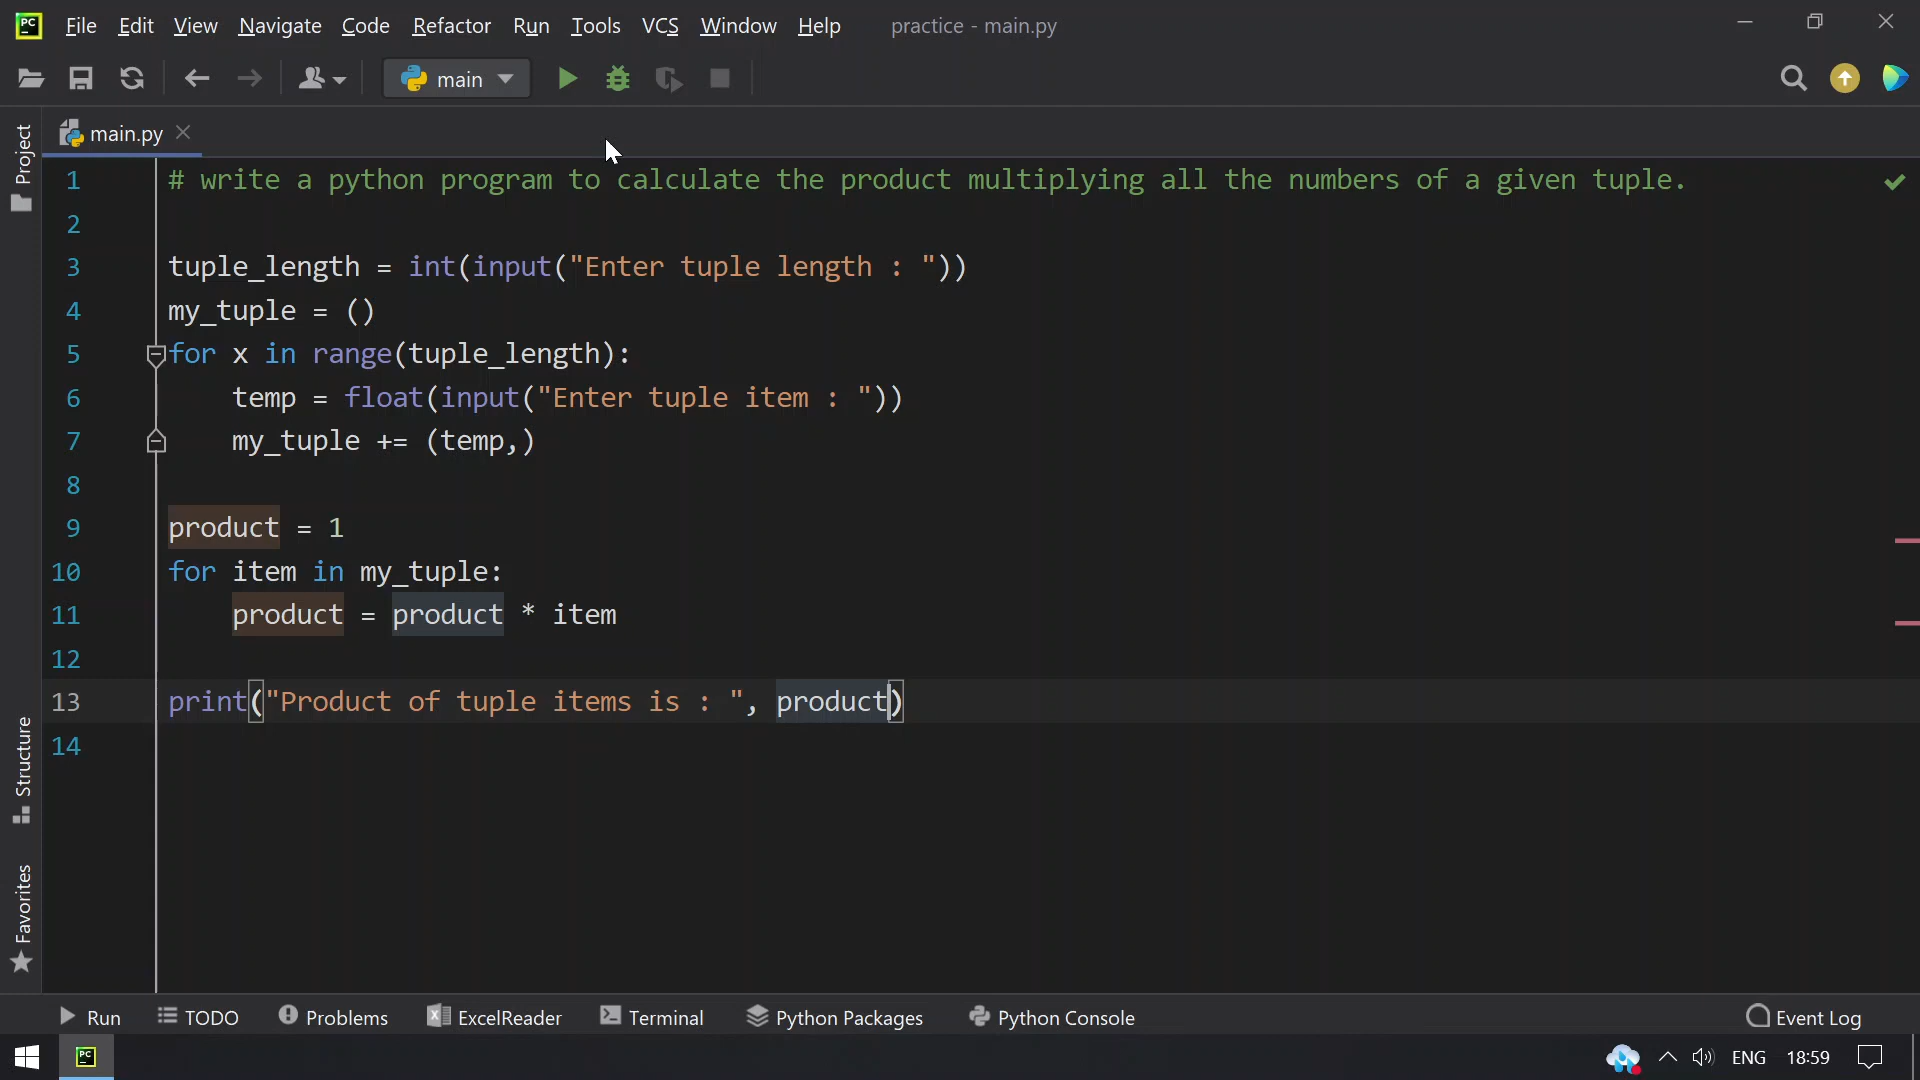 PC File Edit View Navigate Code Refactor Run Tools VCS Window Help practice - main.py
main
main.py
Project
1 # write a python program to calculate the product multiplying all the numbers of a given tuple.
2
3 tuple_length = int(input("Enter tuple length : "))
4 my_tuple = ()
5 for x in range(tuple_length):
6     temp = float(input("Enter tuple item : "))
7     my_tuple += (temp,)
8
9 product = 1
10 for item in my_tuple:
11     product = product * item
12
13 print("Product of tuple items is : ", product)
14
Structure
Favorites
Run TODO Problems ExcelReader Terminal Python Packages Python Console Event Log
PC ENG 18:59